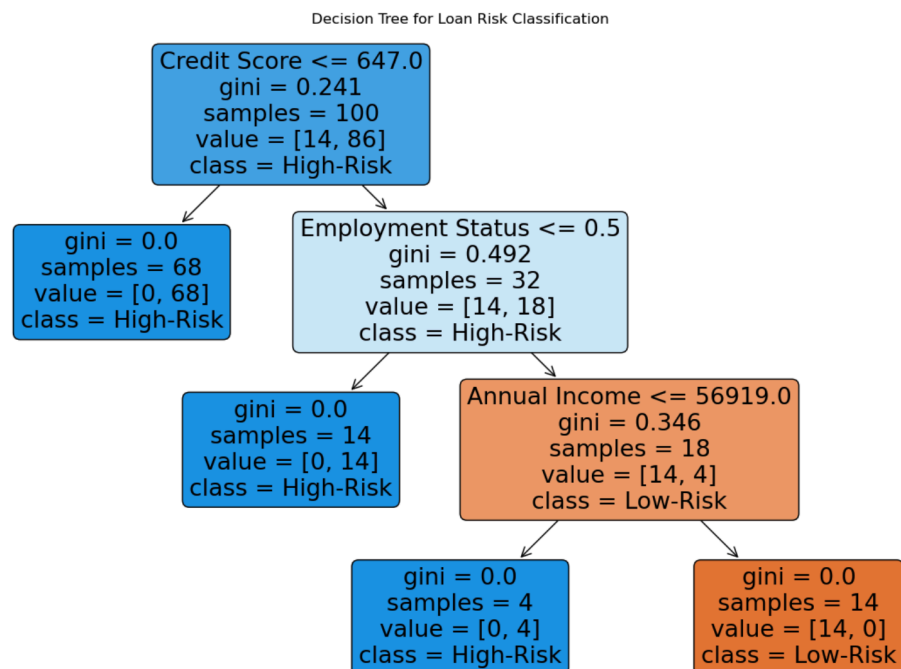 Decision Tree for Loan Risk Classification
Credit Score <= 647.0
gini = 0.241
samples = 100
value = [14, 86]
class = High-Risk
gini = 0.0
samples = 68
value = [0, 68]
class = High-Risk
Employment Status <= 0.5
gini = 0.492
samples = 32
value = [14, 18]
class = High-Risk
gini = 0.0
samples = 14
value = [0, 14]
class = High-Risk
Annual Income <= 56919.0
gini = 0.346
samples = 18
value = [14, 4]
class = Low-Risk
gini = 0.0
samples = 4
value = [0, 4]
class = High-Risk
gini = 0.0
samples = 14
value = [14, 0]
class = Low-Risk